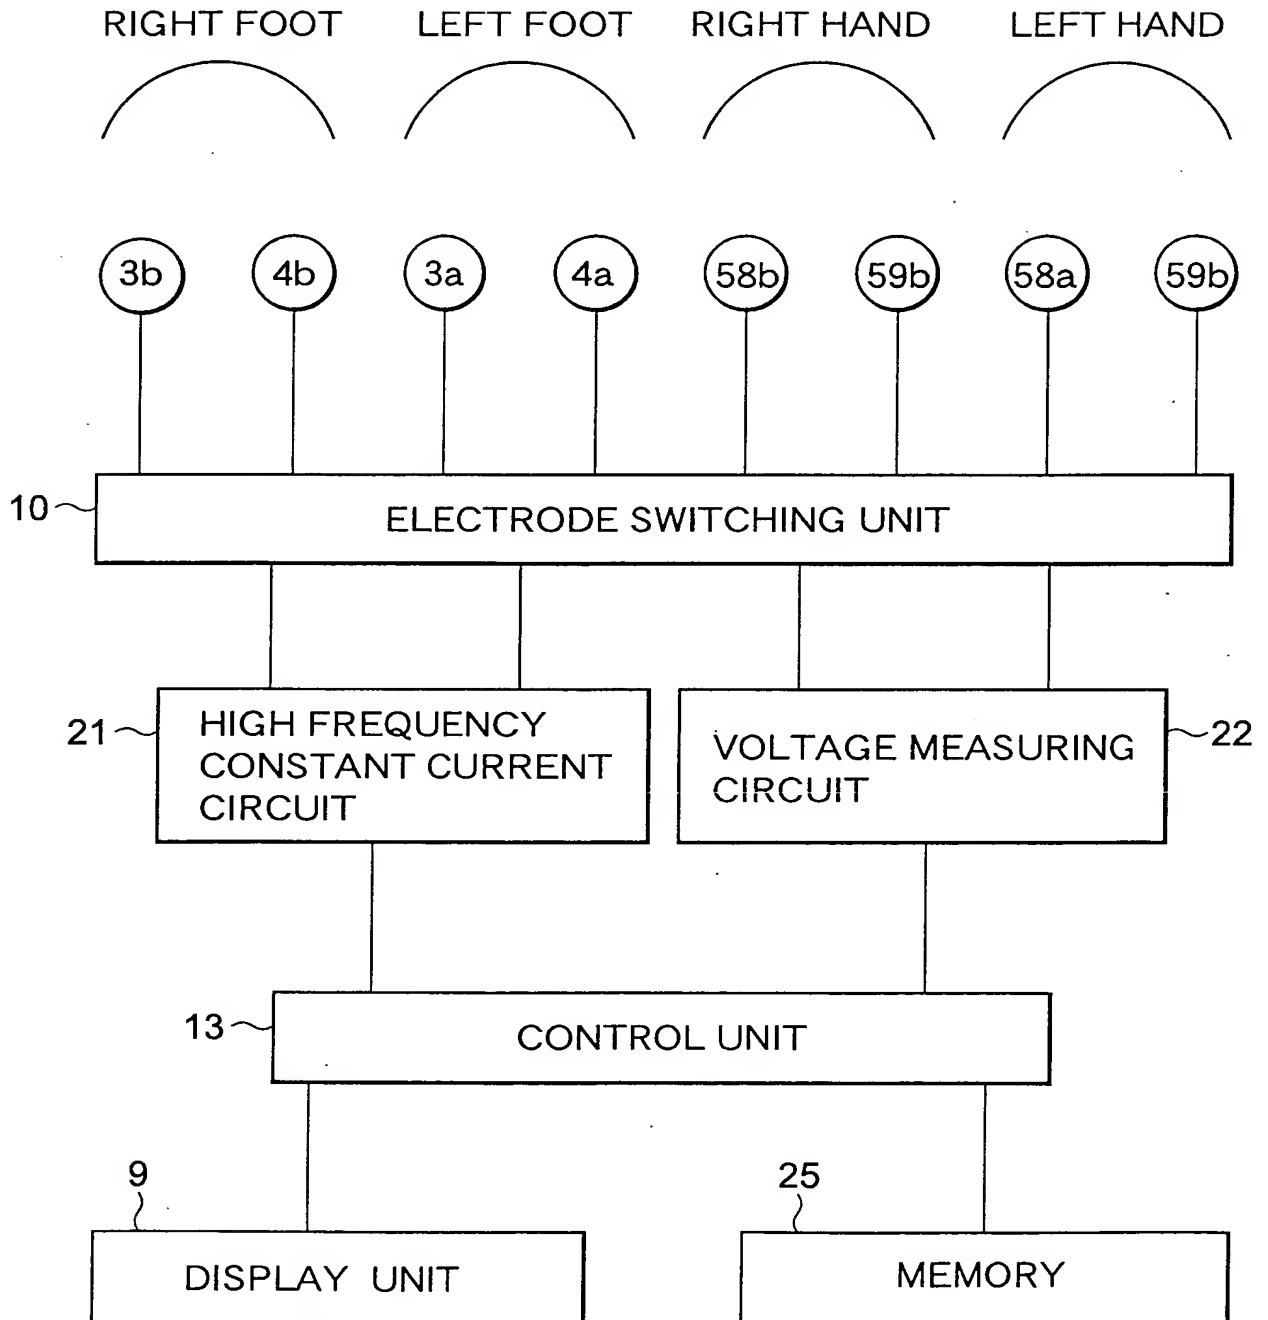 RIGHT FOOT LEFT FOOT RIGHT HAND LEFT HAND
3b 4b 3a 4a 58b 59b 58a 59b
10
ELECTRODE SWITCHING UNIT
21
HIGH FREQUENCY
CONSTANT CURRENT
CIRCUIT
VOLTAGE MEASURING
CIRCUIT
22
13
CONTROL UNIT
9
25
DISPLAY UNIT
MEMORY